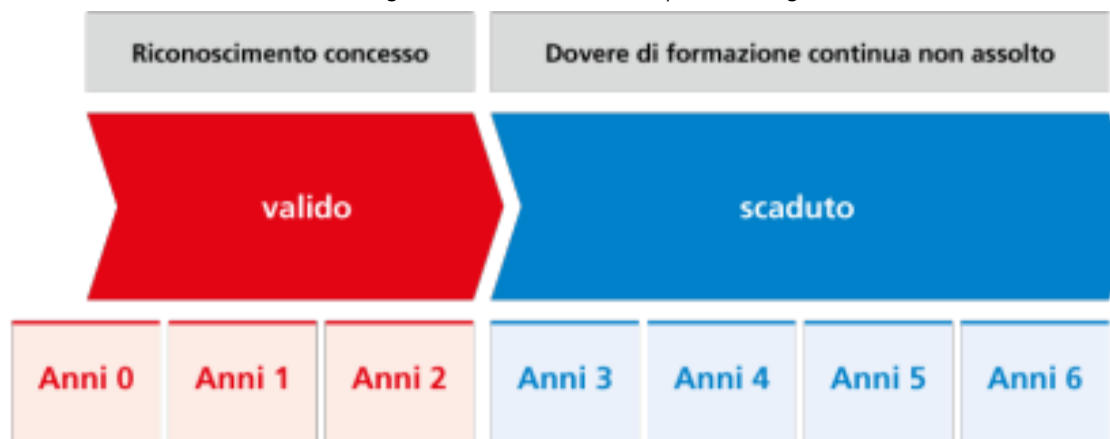 Riconoscimento concesso
Dovere di formazione continua non assolto
valido
scaduto
Anni 0
Anni 1
Anni 2
Anni 3
Anni 4
Anni 5
Anni 6